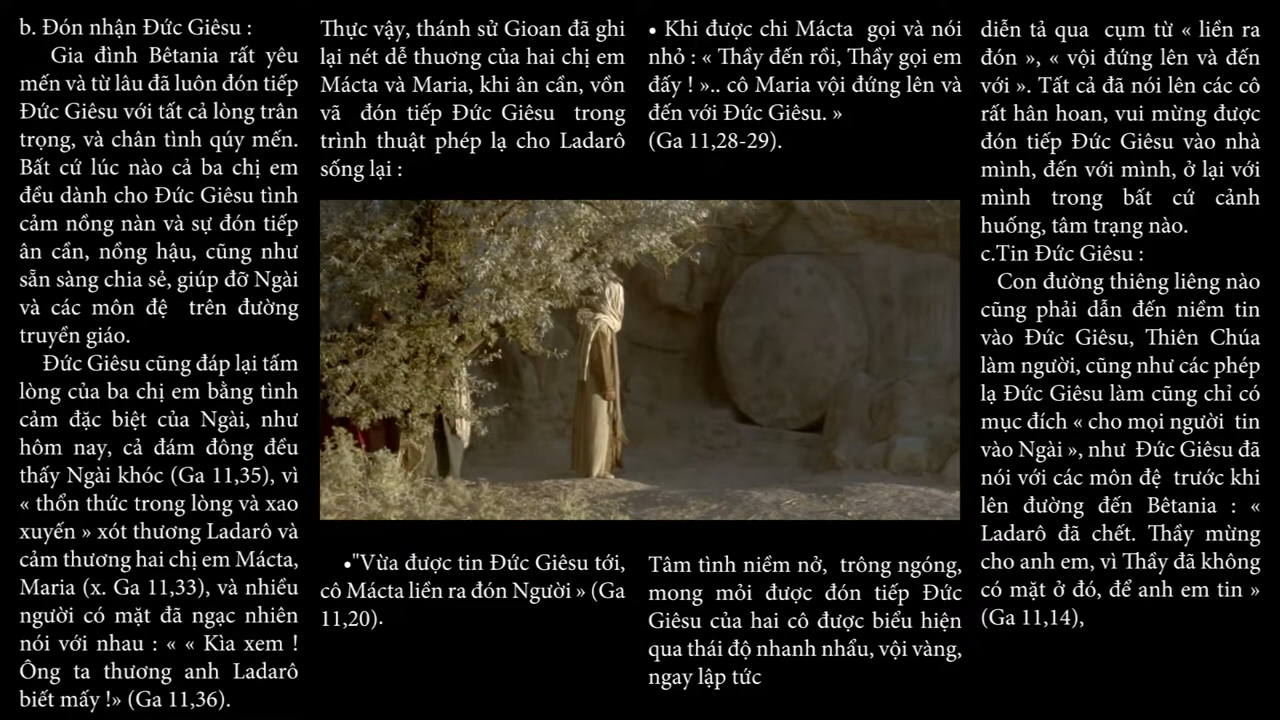 b. Đón nhận Đức Giêsu :
Gia đình Bêtania rất yêu
mến và từ lâu đã luôn đón tiếp
Đức Giêsu với tất cả lòng trân
trọng, và chân tình qúy mến.
Bất cứ lúc nào cả ba chị em
đều dành cho Đức Giêsu tình
cảm nồng nàn và sự đón tiếp
ân cần, nồng hậu, cũng như
sẵn sàng chia sẻ, giúp đỡ Ngài
và các môn đệ trên đường
truyền giáo.
Đức Giêsu cũng đáp lại tấm
lòng của ba chị em bằng tình
cảm đặc biệt của Ngài, như
hôm nay, cả đám đông đều
thấy Ngài khóc (Ga 11,35), vì
« thổn thức trong lòng và xao
xuyến » xót thương Ladarô và
cảm thương hai chị em Mácta,
Maria (x. Ga 11,33), và nhiều
người có mặt đã ngạc nhiên
nói với nhau : « « Kìa xem !
Ông ta thương anh Ladarô
biết mấy !» (Ga 11,36).
Thực vậy, thánh sử Gioan đã ghi
lại nét dễ thuơng của hai chị em
Mácta và Maria, khi ân cần, vồn
vã đón tiếp Đức Giêsu trong
trình thuật phép lạ cho Ladarô
sống lại :
•"Vừa được tin Đức Giêsu tới,
cô Mácta liền ra đón Người » (Ga
11,20).
• Khi được chi Mácta gọi và nói
nhỏ : « Thầy đến rồi, Thầy gọi em
đấy ! ».. cô Maria vội đứng lên và
đến với Đức Giêsu. »
(Ga 11,28-29).
Tâm tình niềm nở, trông ngóng,
mong mỏi được đón tiếp Đức
Giêsu của hai cô được biểu hiện
qua thái độ nhanh nhẩu, vội vàng,
ngay lập tức
diễn tả qua cụm từ « liền ra
đón », « vội đứng lên và đến
với ». Tất cả đã nói lên các cô
rất hân hoan, vui mừng được
đón tiếp Đức Giêsu vào nhà
mình, đến với mình, ở lại với
mình trong bất cứ cảnh
huống, tâm trạng nào.
c.Tin Đức Giêsu :
Con đường thiêng liêng nào
cũng phải dẫn đến niềm tin
vào Đức Giêsu, Thiên Chúa
làm người, cũng như các phép
lạ Đức Giêsu làm cũng chỉ có
mục đích « cho mọi người tin
vào Ngài », như Đức Giêsu đã
nói với các môn đệ trước khi
lên đường đến Bêtania : «
Ladarô đã chết. Thầy mừng
cho anh em, vì Thầy đã không
có mặt ở đó, để anh em tin »
(Ga 11,14),